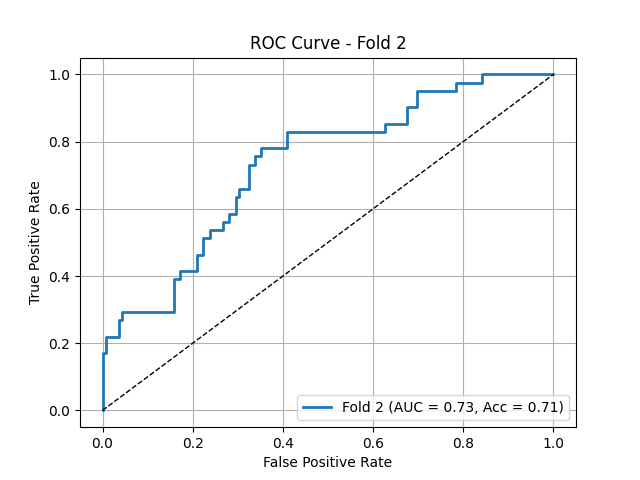 ROC Curve - Fold 2
True Positive Rate
1.0
0.8
0.6
0.4
0.2
0.0
Fold 2 (AUC = 0.73, Acc = 0.71)
0.0 0.2 0.4 0.6 0.8 1.0
False Positive Rate